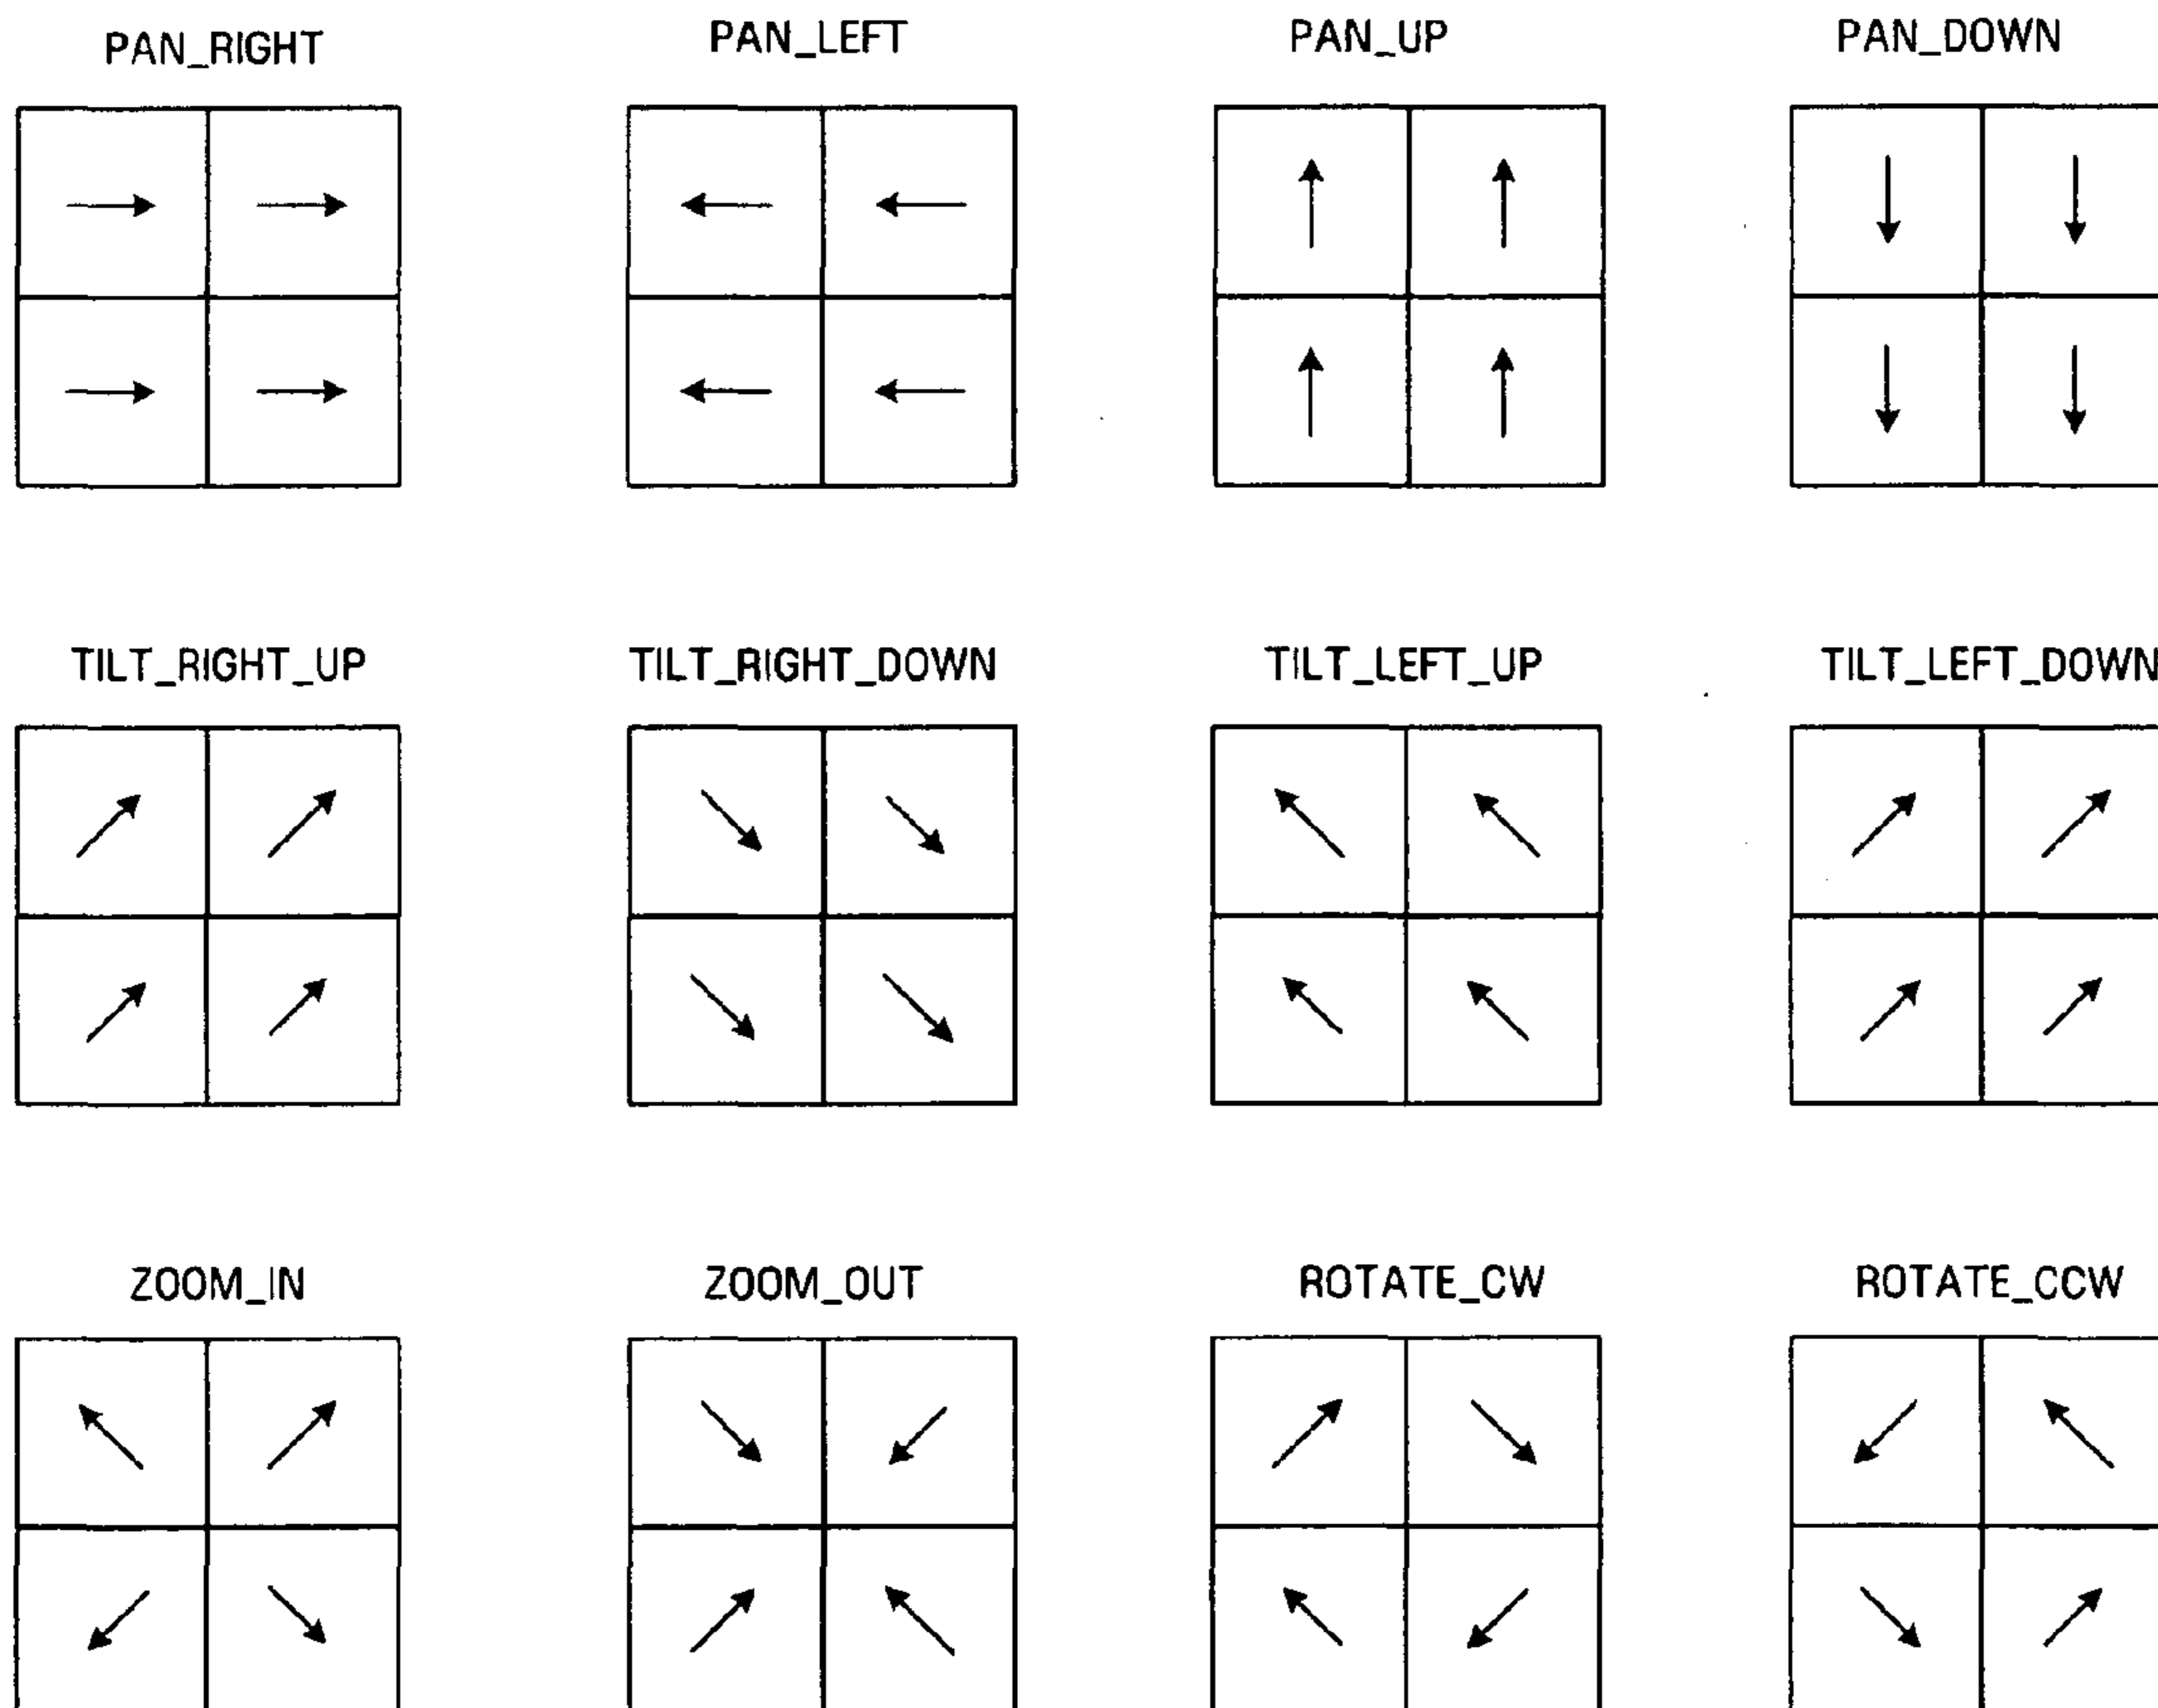 PAN_RIGHT PAN_LEFT PAN_UP PAN_DOWN
TILT_RIGHT_UP TILT_RIGHT_DOWN TILT_LEFT_UP TILT_LEFT_DOWN
ZOOM_IN ZOOM_OUT ROTATE_CW ROTATE_CCW